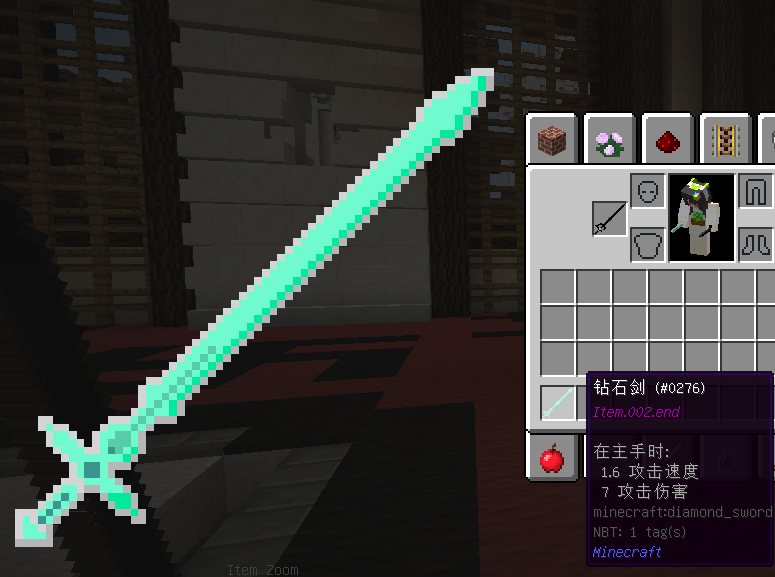 钻石剑 (#0276)
Item.002.end
在主手时:
1.6 攻击速度
7 攻击伤害
minecraft:diamond_sword
NBT: 1 tag(s)
Minecraft
Item Zoom